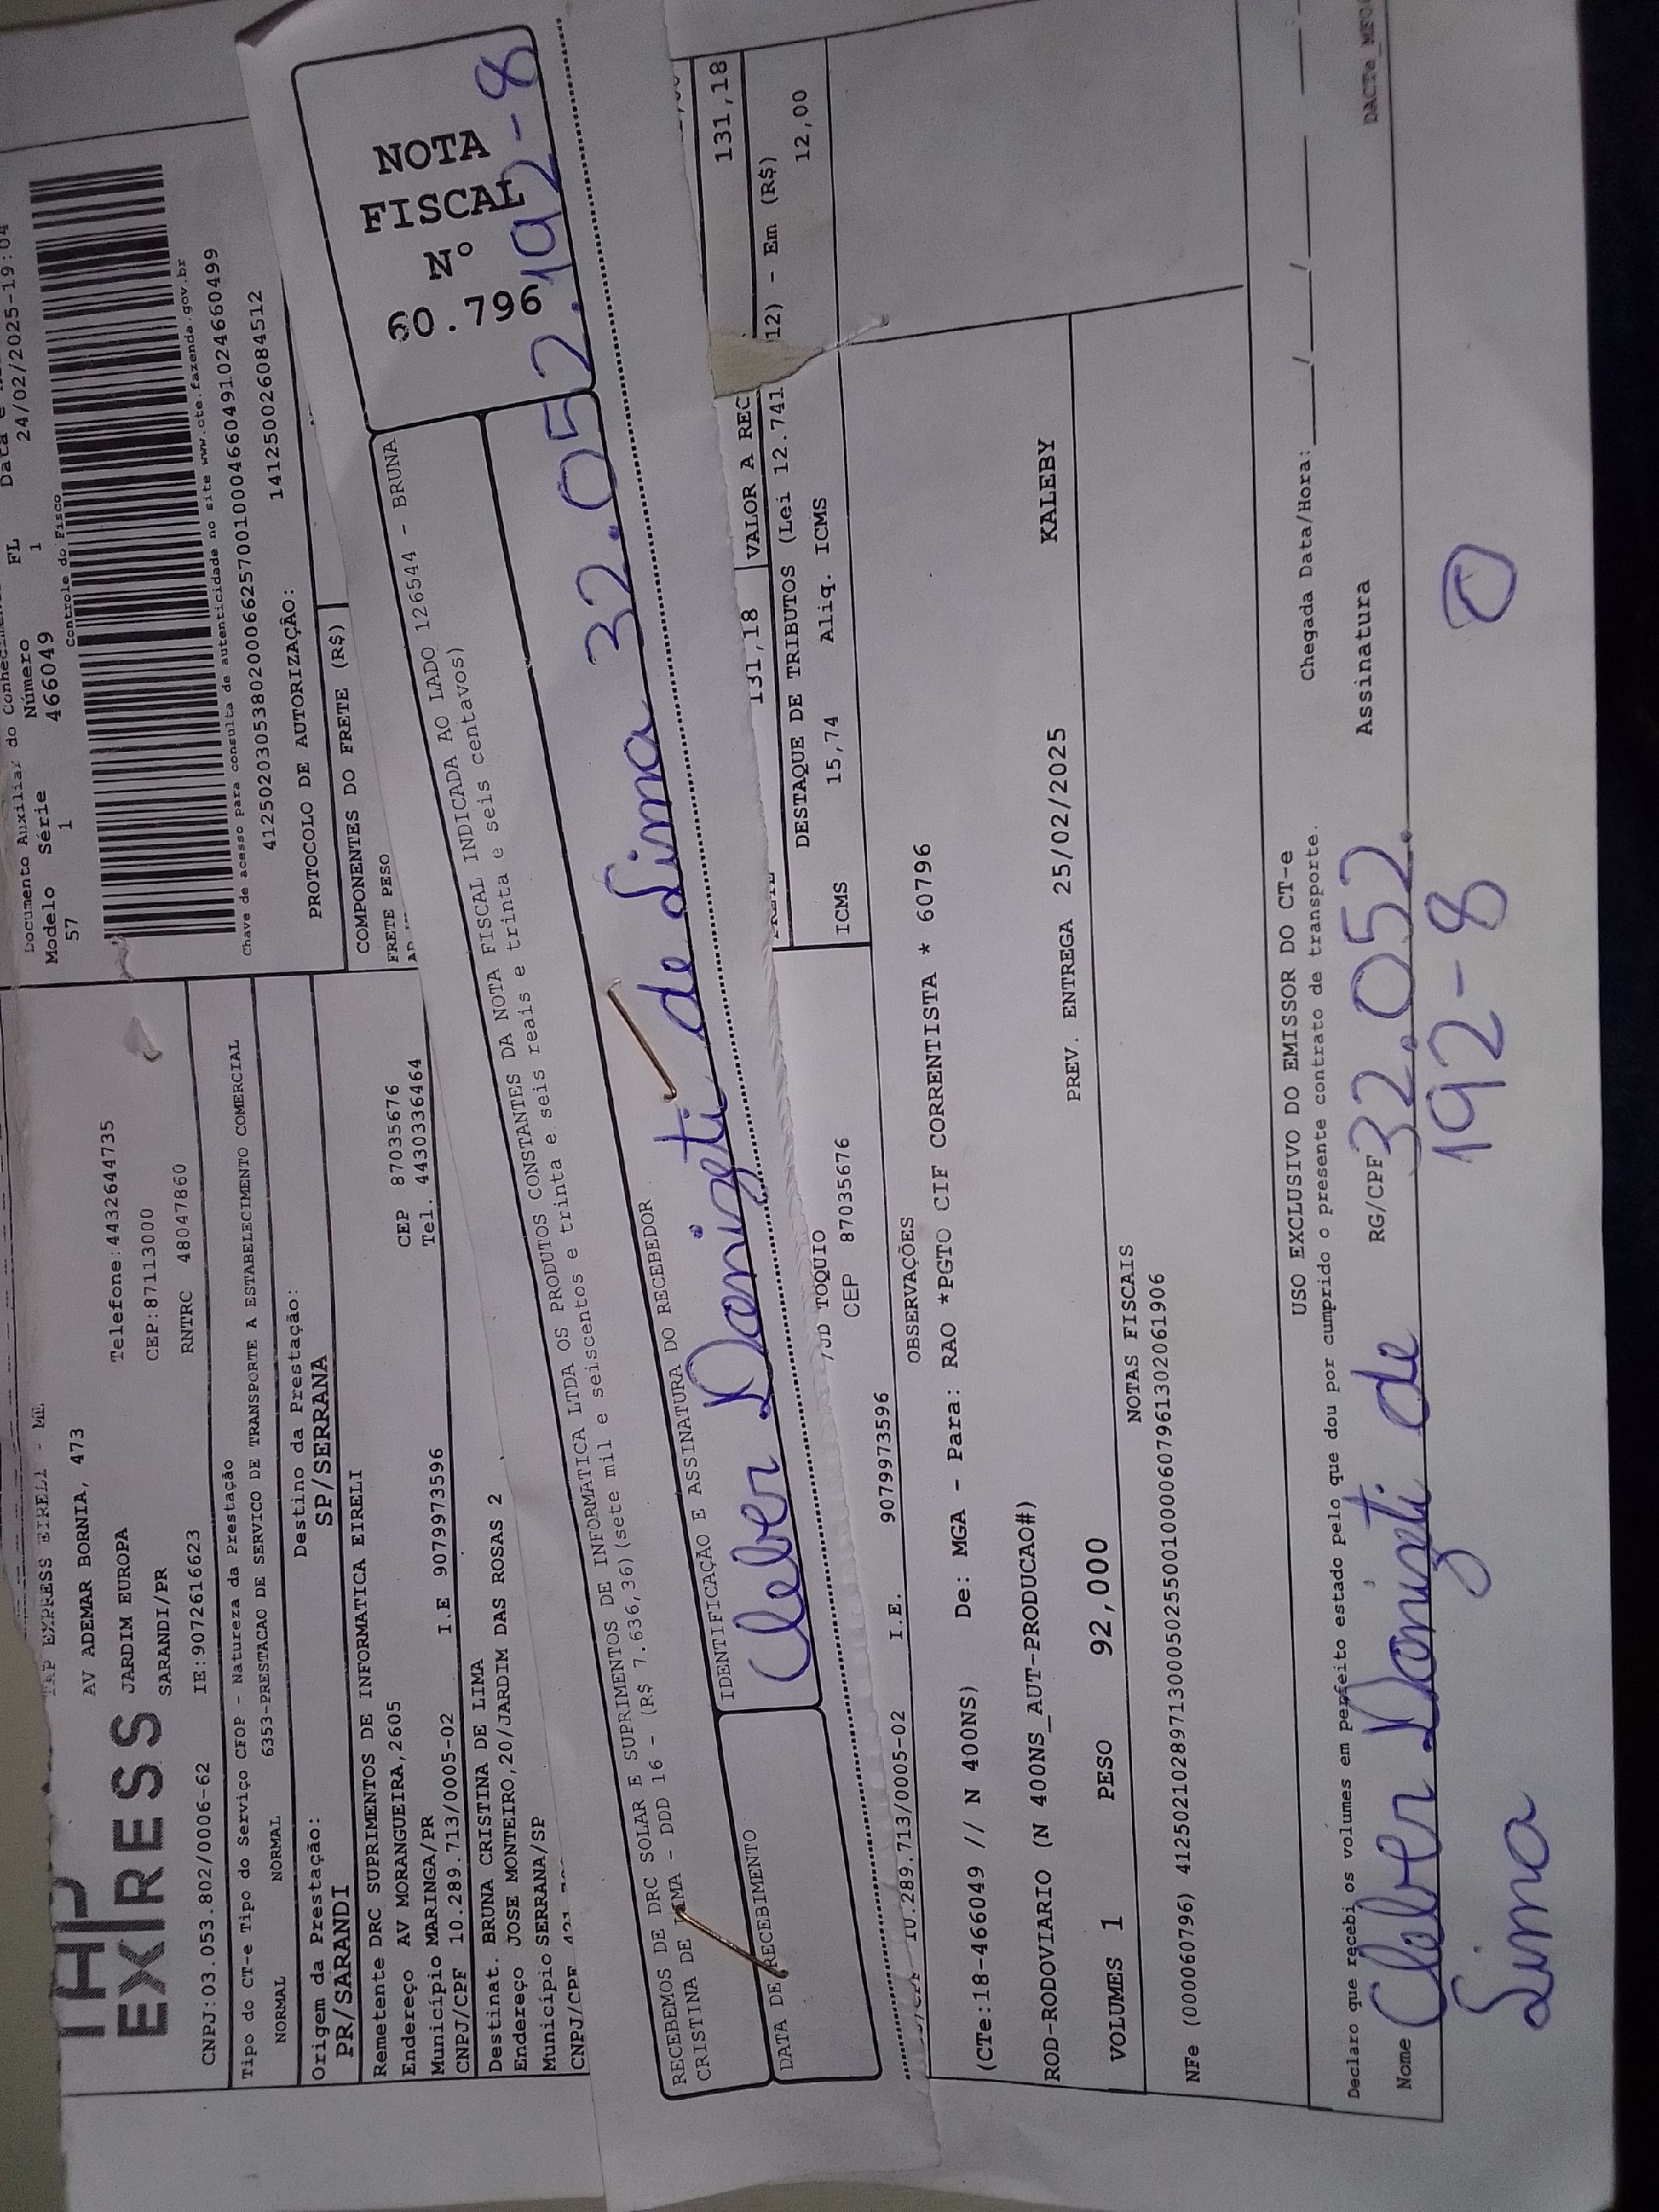 Documento Auxiliar do Conhecimento
Modelo Série Número FL
57 1 466049 1 24/02/2025-19:04
Controle do Fisco
EXPRESS EIRELI - ME
EXPRESS
AV ADEMAR BORNIA, 473
JARDIM EUROPA Telefone:4432644735
SARANDI/PR CEP:87113000
CNPJ:03.053.802/0006-62 IE:9072616623 RNTRC 48047860
Chave de acesso para consulta de autenticidade no site www.cte.fazenda.gov.br
41250203053802000662570010004660491024660499
PROTOCOLO DE AUTORIZAÇÃO: 141250026084512
Tipo do CT-e Tipo do Serviço CFOP - Natureza da Prestação
NORMAL NORMAL 6353-PRESTACAO DE SERVICO DE TRANSPORTE A ESTABELECIMENTO COMERCIAL
Origem da Prestação: Destino da Prestação:
PR/SARANDI SP/SERRANA
COMPONENTES DO FRETE (R$)
FRETE PESO
Remetente DRC SUPRIMENTOS DE INFORMATICA EIRELI
Endereço AV MORANGUEIRA,2605
Município MARINGA/PR CEP 87035676
CNPJ/CPF 10.289.713/0005-02 I.E 9079973596 Tel. 443033646​4
Destinat. BRUNA CRISTINA DE LIMA
Endereço JOSE MONTEIRO,20/JARDIM DAS ROSAS 2
Município SERRANA/SP
CNPJ/CPF
RECEBEMOS DE DRC SOLAR E SUPRIMENTOS DE INFORMATICA LTDA OS PRODUTOS CONSTANTES DA NOTA FISCAL INDICADA AO LADO 126544 - BRUNA
CRISTINA DE LIMA - DDD 16 - (R$ 7.636,36) (sete mil e seiscentos e trinta e seis reais e trinta e seis centavos)
NOTA
FISCAL
Nº
60.796
DATA DE RECEBIMENTO IDENTIFICAÇÃO E ASSINATURA DO RECEBEDOR
Cleber Donizeti de Lima 32.052.192-8
TOQUIO
10.289.713/0005-02 I.E. 9079973596 CEP 87035676
131,18 VALOR A REC 131,18
DESTAQUE DE TRIBUTOS (Lei 12.741 12) - Em (R$)
ICMS 15,74 Aliq. ICMS 12,00
OBSERVAÇÕES
(CTe:18-466049 // N 400NS) De: MGA - Para: RAO *PGTO CIF CORRENTISTA * 60796
ROD-RODOVIARIO (N 400NS_AUT-PRODUCAO#) PREV. ENTREGA 25/02/2025 KALEBY
VOLUMES 1 PESO 92,000
NOTAS FISCAIS
NFe (00060796) 41250210289713000502550010000607961302061906
USO EXCLUSIVO DO EMISSOR DO CT-e
Declaro que recebi os volumes em perfeito estado pelo que dou por cumprido o presente contrato de transporte. Chegada Data/Hora: ____/____/____ ____:
Nome Cleber Donizeti de RG/CPF 32.052. Assinatura
Lima 192-8